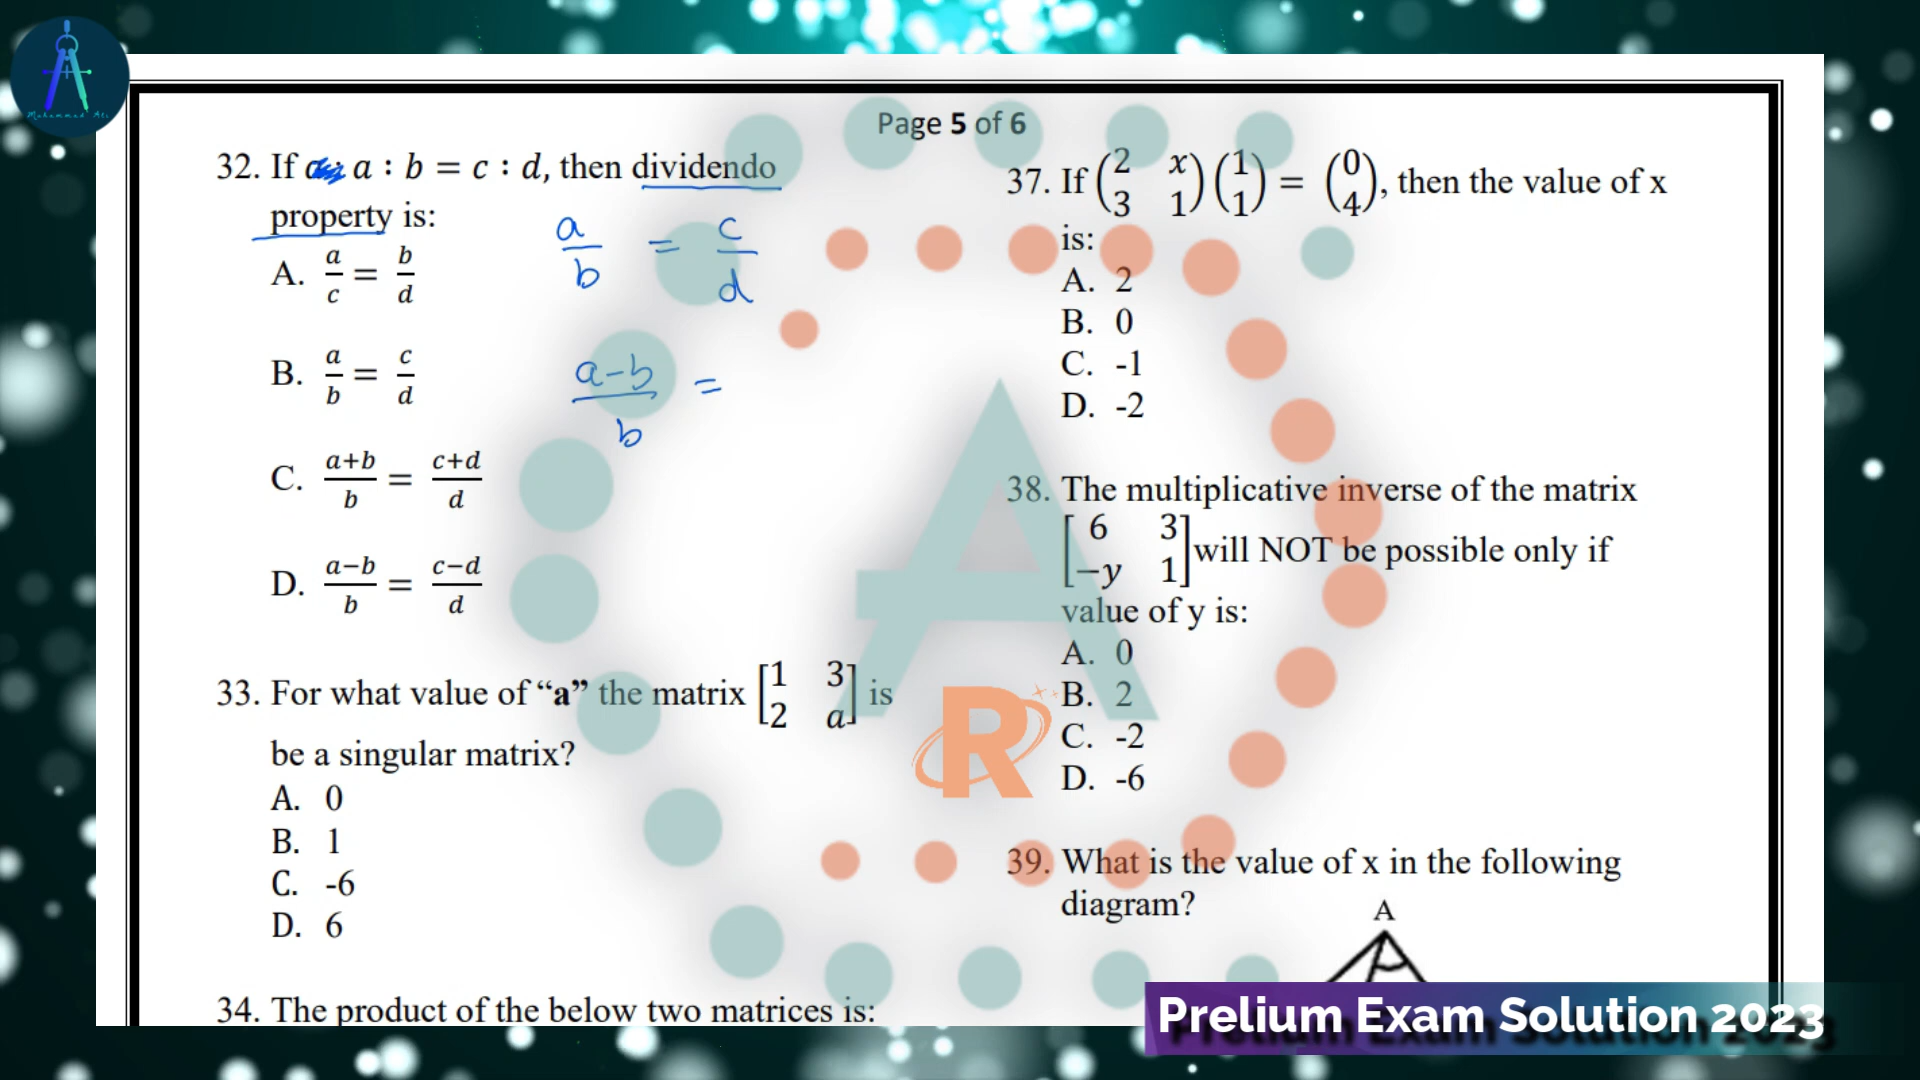 Muhammad Ali
Page 5 of 6
32. If a : b = c : d, then dividendo
property is:
A. a/c = b/d
B. a/b = c/d
C. a+b/b = c+d/d
D. a−b/b = c−d/d
a/b = c/d
a−b/b =
33. For what value of “a” the matrix [1 3
2 a] is
be a singular matrix?
A. 0
B. 1
C. -6
D. 6
34. The product of the below two matrices is:
37. If (2 x
3 1)(1
1) = (0
4), then the value of x
is:
A. 2
B. 0
C. -1
D. -2
38. The multiplicative inverse of the matrix
[6 3
−y 1] will NOT be possible only if
value of y is:
A. 0
B. 2
C. -2
D. -6
39. What is the value of x in the following
diagram?
A
A
R
Prelium Exam Solution 2023